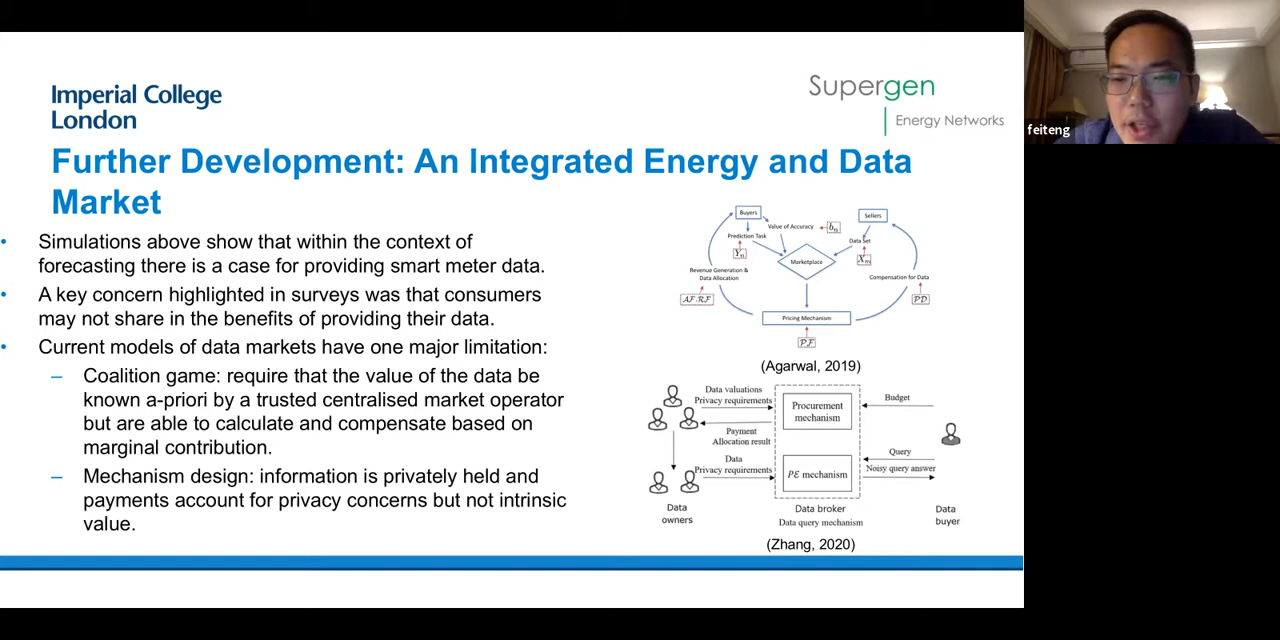 Imperial College
London
Supergen
Energy Networks
feiteng
Further Development: An Integrated Energy and Data
Market
• Simulations above show that within the context of
forecasting there is a case for providing smart meter data.
• A key concern highlighted in surveys was that consumers
may not share in the benefits of providing their data.
• Current models of data markets have one major limitation:
– Coalition game: require that the value of the data be
known a-priori by a trusted centralised market operator
but are able to calculate and compensate based on
marginal contribution.
– Mechanism design: information is privately held and
payments account for privacy concerns but not intrinsic
value.
Buyers
Sellers
Value of Accuracy
bₙ
Prediction Task
Data Set
Yₙ
Xₘ
Marketplace
Revenue Generation &
Data Allocation
Compensation for Data
AF·RF
PD
Pricing Mechanism
PF
(Agarwal, 2019)
Data valuations
Privacy requirements
Procurement
mechanism
Budget
Payment
Allocation result
Query
Data
Privacy requirements
PE mechanism
Noisy query answer
Data
owners
Data broker
Data query mechanism
Data
buyer
(Zhang, 2020)